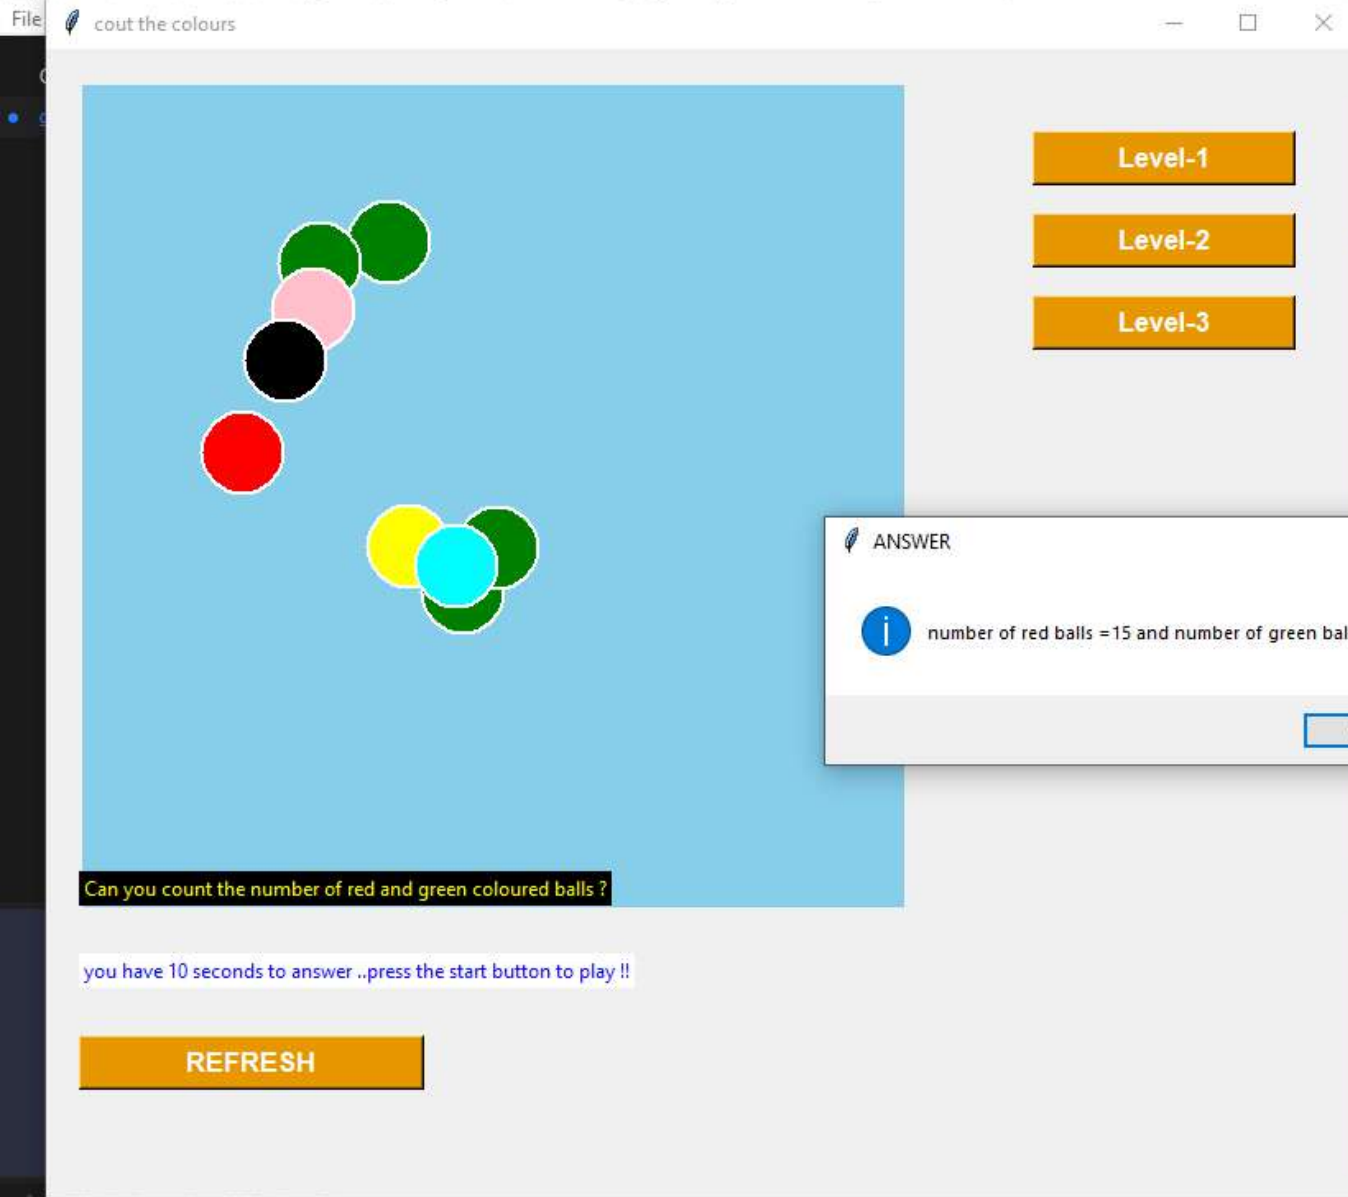 File
cout the colours
Level-1
Level-2
Level-3
ANSWER
number of red balls =15 and number of green
Can you count the number of red and green coloured balls ?
you have 10 seconds to answer ..press the start button to play !!
REFRESH